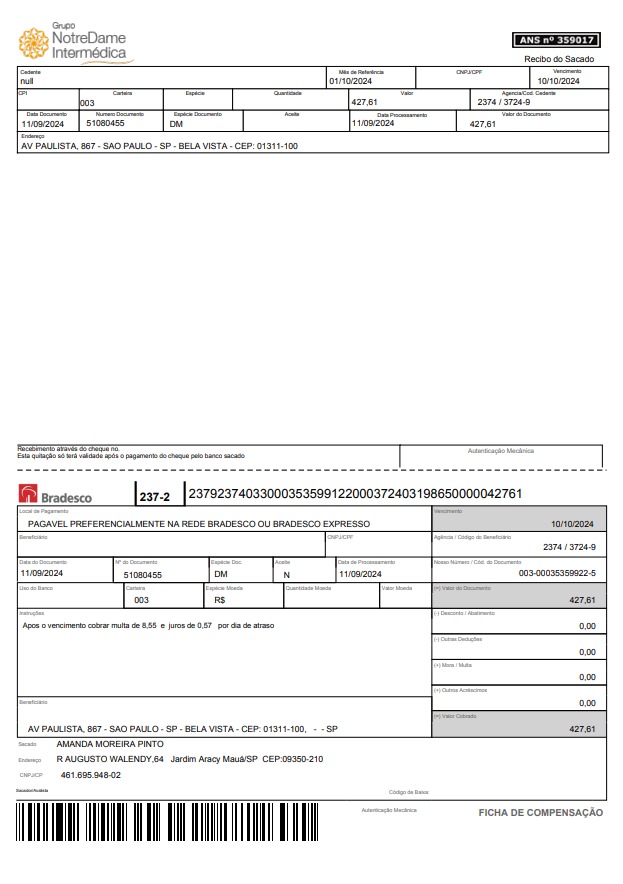 Grupo
NotreDame
Intermédica
ANS nº 359017
Recibo do Sacado
Cedente Mês de Referência CNPJ/CPF Vencimento
null 01/10/2024 10/10/2024
CPI Carteira Espécie Quantidade Valor Agencia/Cod. Cedente
003 427,61 2374 / 3724-9
Data Documento Numero Documento Espécie Documento Aceite Data Processamento Valor do Documento
11/09/2024 51080455 DM 11/09/2024 427,61
Endereço
AV PAULISTA, 867 - SAO PAULO - SP - BELA VISTA - CEP: 01311-100
Recebimento através do cheque no.
Esta quitação só terá validade após o pagamento do cheque pelo banco sacado
Autenticação Mecânica
Bradesco 237-2 23792374033000353599122000372403198650000042761
Local de Pagamento Vencimento
PAGAVEL PREFERENCIALMENTE NA REDE BRADESCO OU BRADESCO EXPRESSO 10/10/2024
Beneficiário CNPJ/CPF Agência / Código do Beneficiário
2374 / 3724-9
Data do Documento Nº do Documento Espécie Doc. Aceite Data de Processamento Nosso Número / Cód. do Documento
11/09/2024 51080455 DM N 11/09/2024 003-00035359922-5
Uso do Banco Carteira Espécie Moeda Quantidade Moeda Valor Moeda (=) Valor do Documento
003 R$ 427,61
Instruções (-) Desconto / Abatimento
Apos o vencimento cobrar multa de 8,55 e juros de 0,57 por dia de atraso 0,00
(-) Outras Deduções
0,00
(+) Mora / Multa
0,00
(+) Outros Acréscimos
0,00
Beneficiário (=) Valor Cobrado
AV PAULISTA, 867 - SAO PAULO - SP - BELA VISTA - CEP: 01311-100, - - SP 427,61
Sacado AMANDA MOREIRA PINTO
Endereço R AUGUSTO WALENDY,64 Jardim Aracy Mauá/SP CEP:09350-210
CNPJ/CP 461.695.948-02
Sacador/Avalista Código de Baixa:
Autenticação Mecânica FICHA DE COMPENSAÇÃO